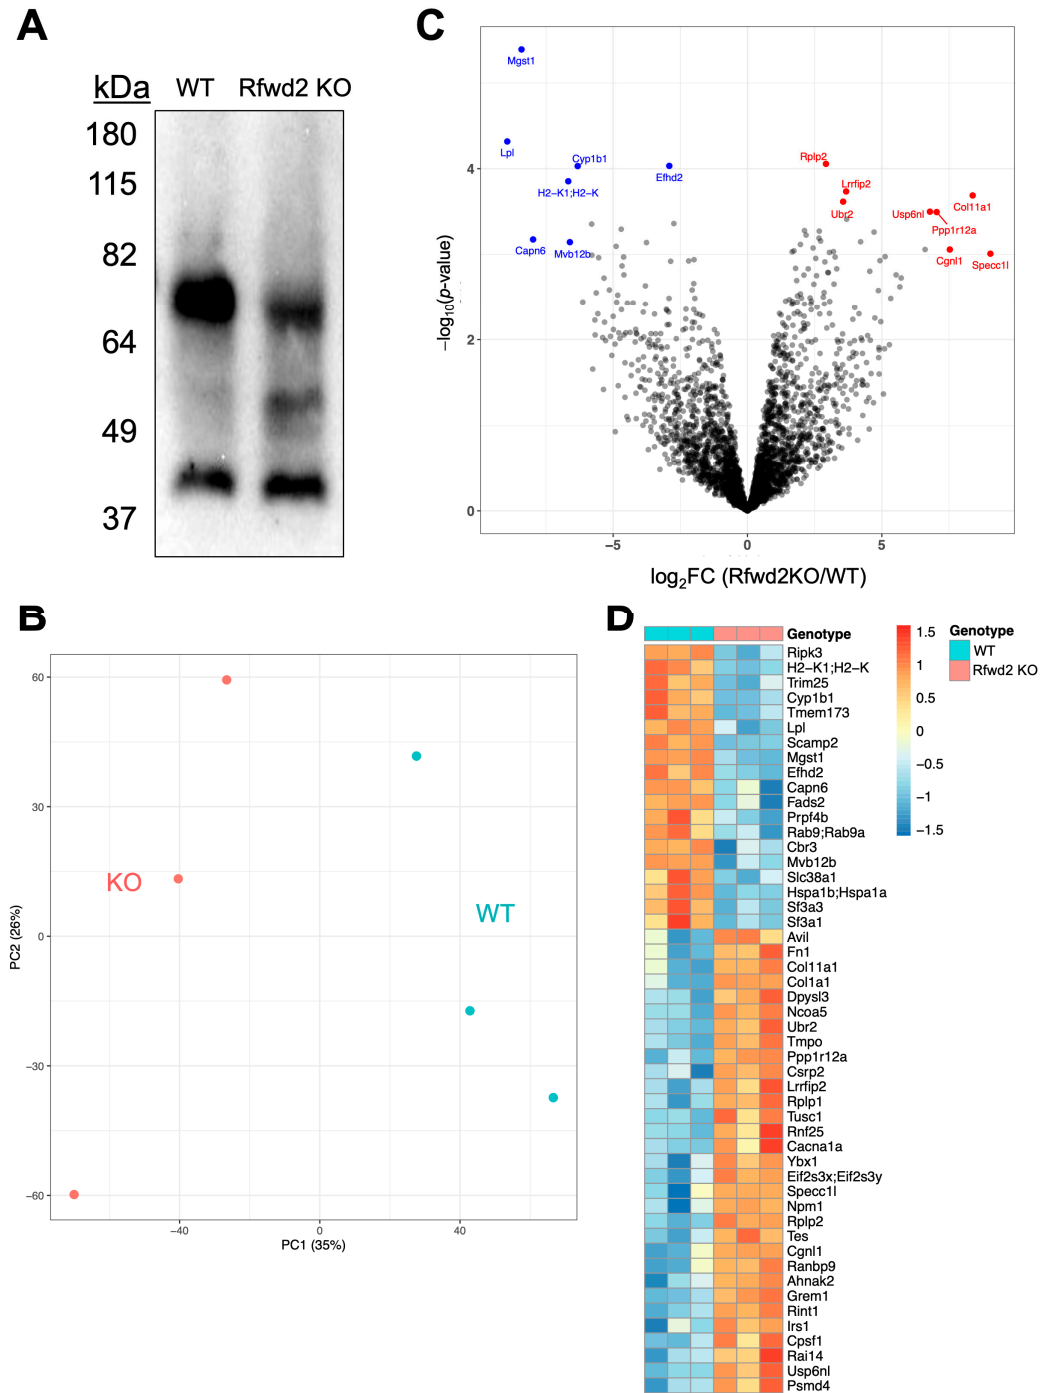 A
kDa WT Rfwd2 KO
180
115
82
64
49
37
C
Mgst1
Lpl
Cyp1b1
H2-K1;H2-K
Efhd2
Capn6
Mvb12b
Rplp2
Lrrfip2
Ubr2
Usp6nl
Col11a1
Ppp1r12a
Cgnl1
Specc1l
4
2
0
−log10(p-value)
−5 0 5
log2FC (Rfwd2KO/WT)
B
60
30
0
−30
−60
KO
WT
PC2 (26%)
−40 0 40
PC1 (35%)
D
Genotype
Ripk3
H2-K1;H2-K
Trim25
Cyp1b1
Tmem173
Lpl
Scamp2
Mgst1
Efhd2
Capn6
Fads2
Prpf4b
Rab9;Rab9a
Cbr3
Mvb12b
Slc38a1
Hspa1b;Hspa1a
Sf3a3
Sf3a1
Avil
Fn1
Col11a1
Col1a1
Dpysl3
Ncoa5
Ubr2
Tmpo
Ppp1r12a
Csrp2
Lrrfip2
Rplp1
Tusc1
Rnf25
Cacna1a
Ybx1
Eif2s3x;Eif2s3y
Specc1l
Npm1
Rplp2
Tes
Cgnl1
Ranbp9
Ahnak2
Grem1
Rint1
Irs1
Cpsf1
Rai14
Usp6nl
Psmd4
1.5
1
0.5
0
−0.5
−1
−1.5
Genotype
WT
Rfwd2 KO